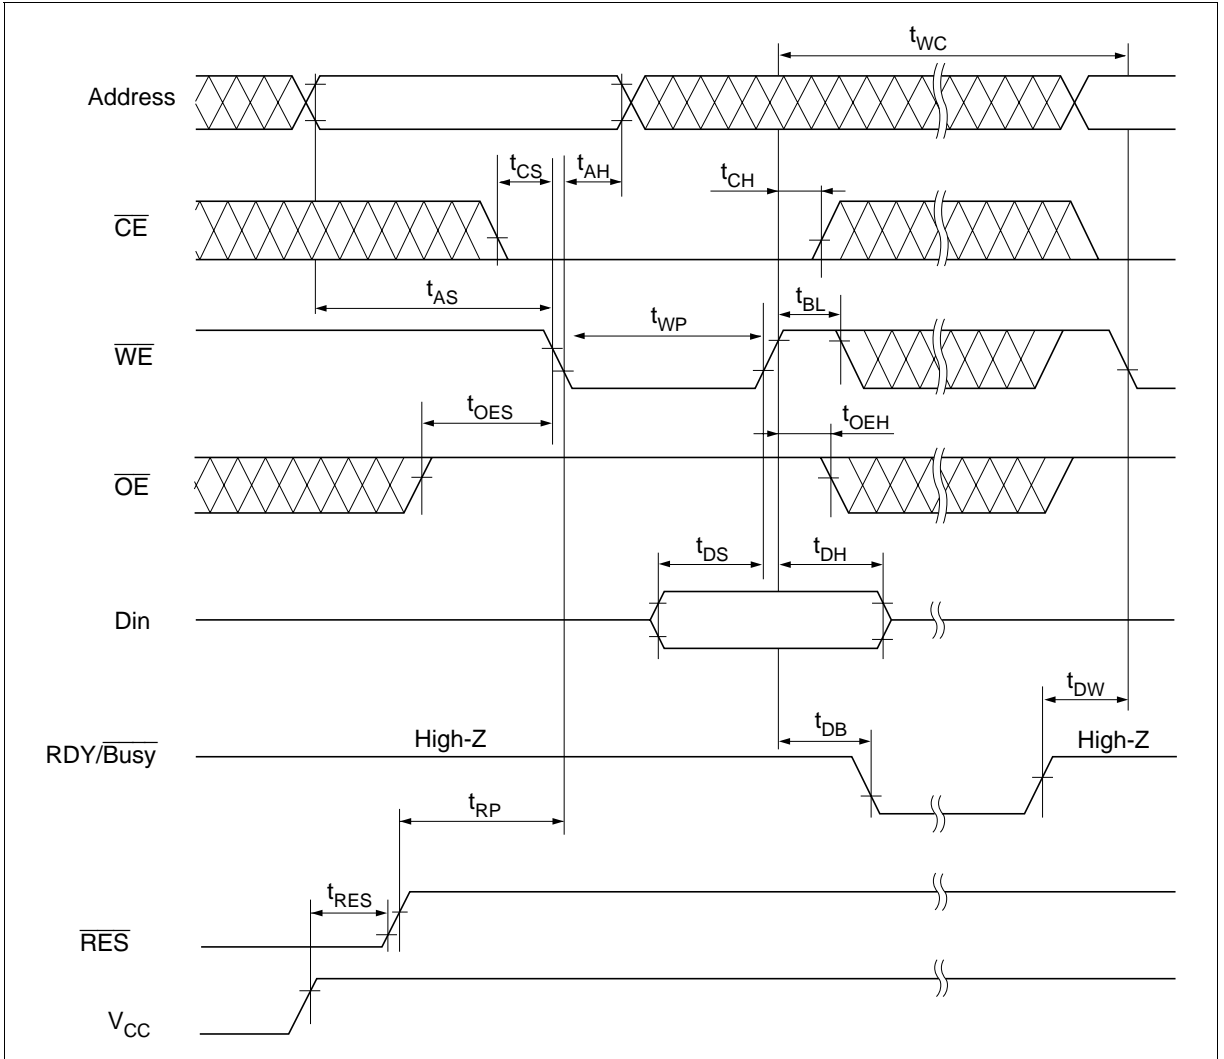 tWC
Address
tCS
tAH
tCH
CE
tAS
tBL
tWP
WE
tOES
tOEH
OE
tDS
tDH
Din
tDW
tDB
RDY/Busy
High-Z
High-Z
tRP
tRES
RES
VCC